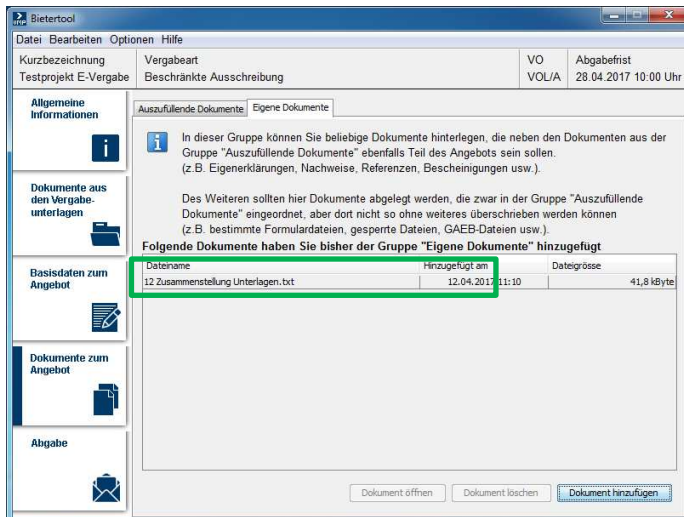 Bietertool
Datei Bearbeiten Optionen Hilfe
Kurzbezeichnung Vergabeart VO Abgabefrist
Testprojekt E-Vergabe Beschränkte Ausschreibung VOL/A 28.04.2017 10:00 Uhr
Allgemeine
Informationen
Dokumente aus
den Vergabe-
unterlagen
Basisdaten zum
Angebot
Dokumente zum
Angebot
Abgabe
Auszufüllende Dokumente Eigene Dokumente
In dieser Gruppe können Sie beliebige Dokumente hinterlegen, die neben den Dokumenten aus der
Gruppe "Auszufüllende Dokumente" ebenfalls Teil des Angebots sein sollen.
(z.B. Eigenerklärungen, Nachweise, Referenzen, Bescheinigungen usw.).
Des Weiteren sollten hier Dokumente abgelegt werden, die zwar in der Gruppe "Auszufüllende
Dokumente" eingeordnet, aber dort nicht so ohne weiteres überschrieben werden können
(z.B. bestimmte Formulardateien, gesperte Dateien, GAEB-Dateien usw.).
Folgende Dokumente haben Sie bisher der Gruppe "Eigene Dokumente" hinzugefügt
Dateiname Hinzugefügt am Dateigrösse
12 Zusammenstellung Unterlagen.txt 12.04.2017 11:10 41,8 kByte
Dokument öffnen Dokument löschen Dokument hinzufügen